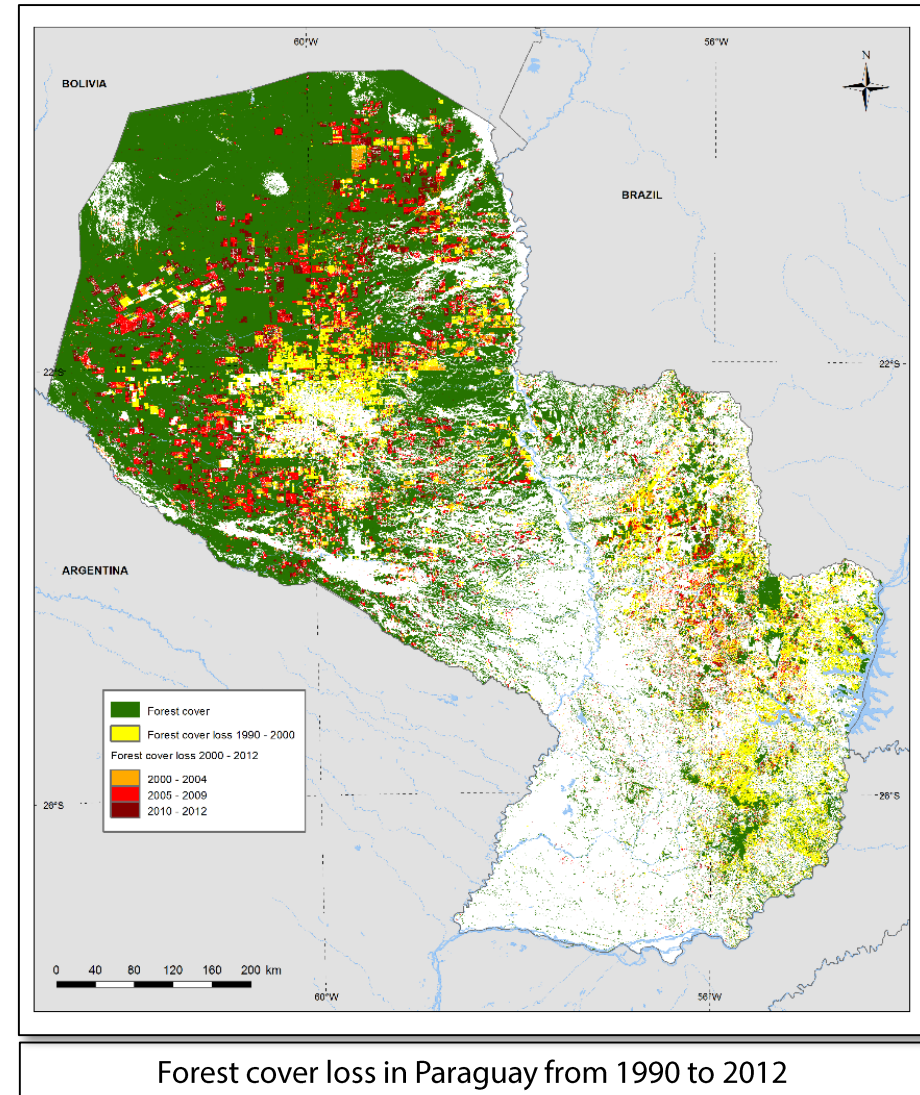 60°W
56°W
BOLIVIA
N
BRAZIL
22°S
22°S
ARGENTINA
Forest cover
Forest cover loss 1990 - 2000
Forest cover loss 2000 - 2012
2000 - 2004
2005 - 2009
2010 - 2012
26°S
26°S
0 40 80 120 160 200 km
60°W
56°W
Forest cover loss in Paraguay from 1990 to 2012